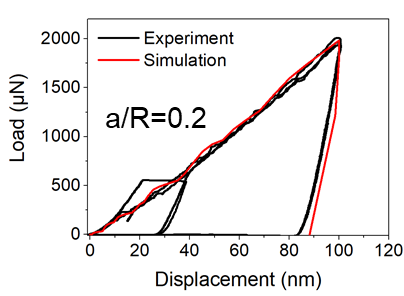 Experiment
Simulation
a/R=0.2
Load (μN)
2000
1500
1000
500
0
0 20 40 60 80 100 120
Displacement (nm)